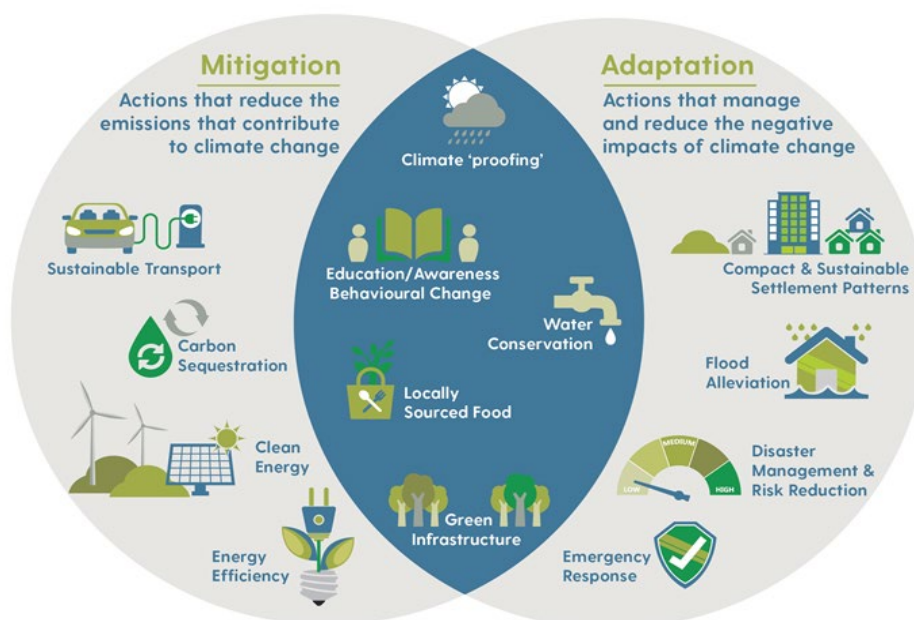 Mitigation
Actions that reduce the
emissions that contribute
to climate change
Sustainable Transport
Carbon
Sequestration
Clean
Energy
Energy
Efficiency
Climate ‘proofing’
Education/Awareness
Behavioural Change
Water
Conservation
Locally
Sourced Food
Green
Infrastructure
Adaptation
Actions that manage
and reduce the negative
impacts of climate change
Compact & Sustainable
Settlement Patterns
Flood
Alleviation
LOW
MEDIUM
HIGH
Disaster
Management &
Risk Reduction
Emergency
Response